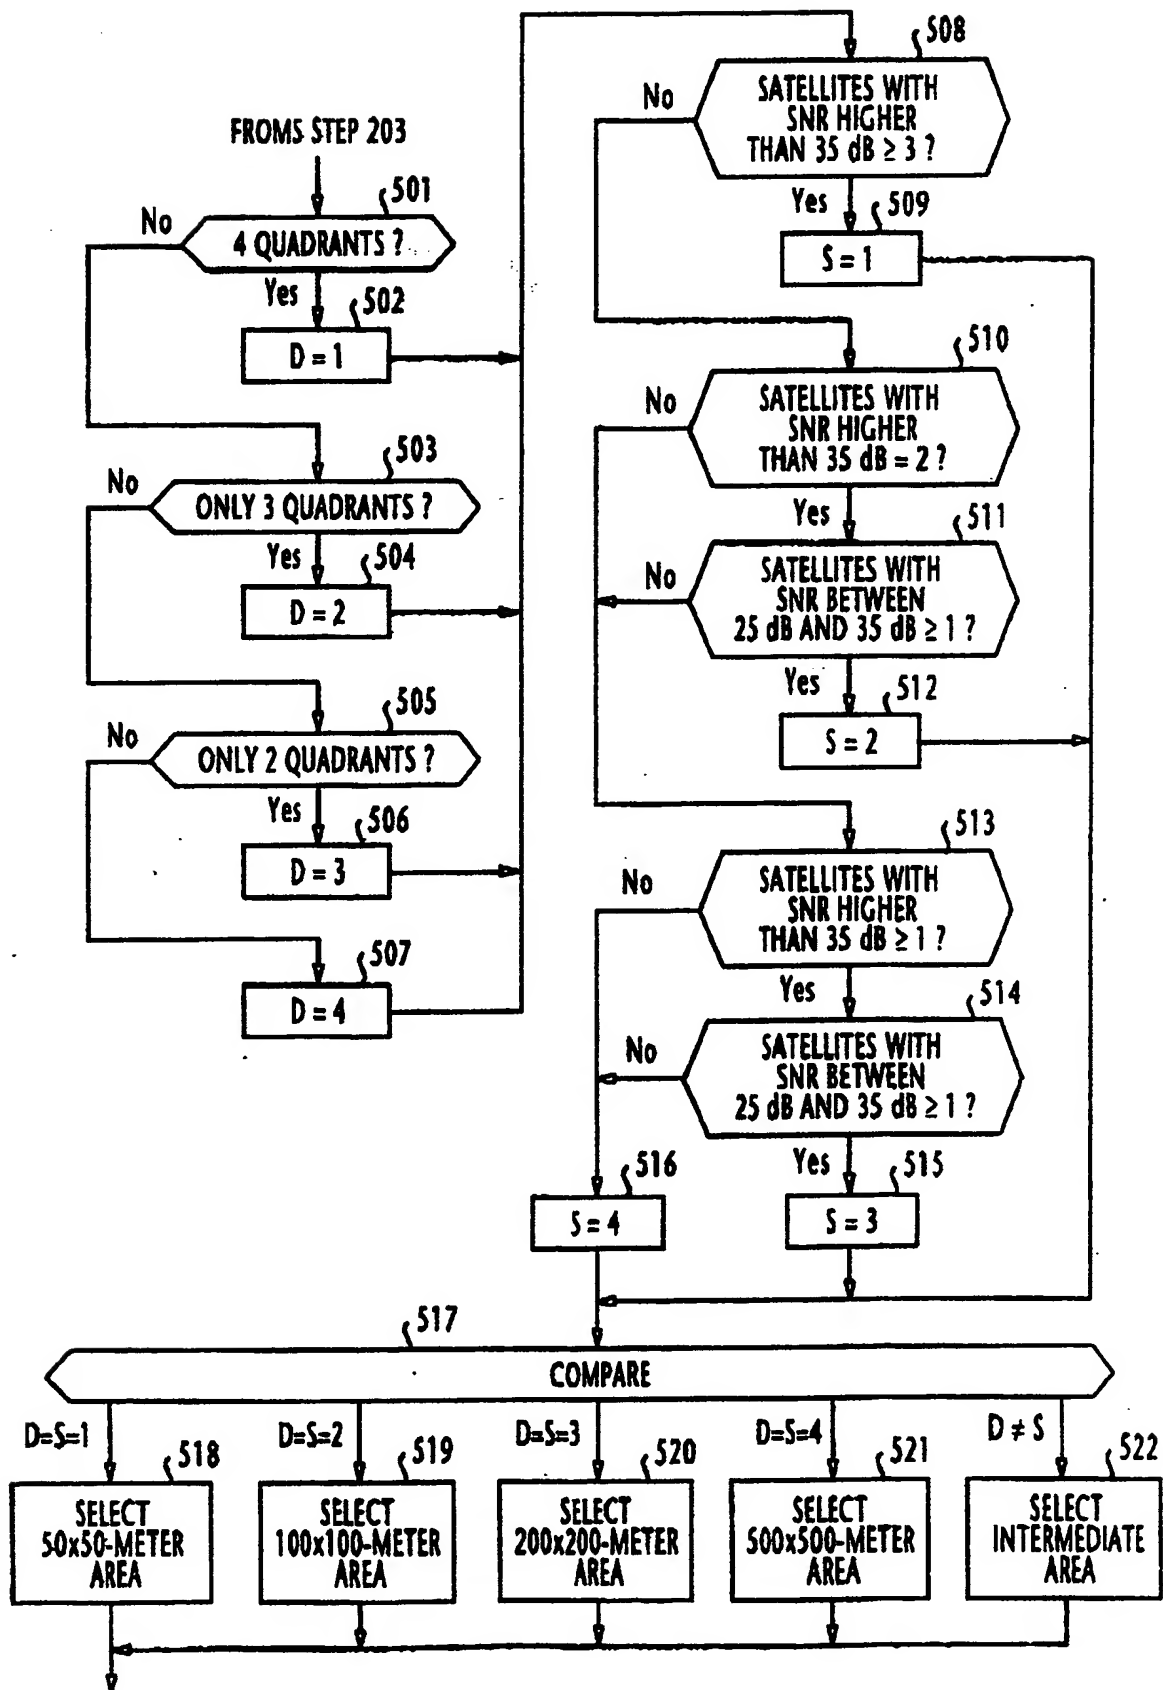 FROMS STEP 203
501
4 QUADRANTS ?
No
Yes
502
D = 1
503
ONLY 3 QUADRANTS ?
No
Yes
504
D = 2
505
ONLY 2 QUADRANTS ?
No
Yes
506
D = 3
507
D = 4
508
SATELLITES WITH
SNR HIGHER
THAN 35 dB ≥ 3 ?
No
Yes
509
S = 1
510
SATELLITES WITH
SNR HIGHER
THAN 35 dB = 2 ?
No
Yes
511
SATELLITES WITH
SNR BETWEEN
25 dB AND 35 dB ≥ 1 ?
No
Yes
512
S = 2
513
SATELLITES WITH
SNR HIGHER
THAN 35 dB ≥ 1 ?
No
Yes
514
SATELLITES WITH
SNR BETWEEN
25 dB AND 35 dB ≥ 1 ?
No
Yes
515
S = 3
516
S = 4
517
COMPARE
D=S=1
518
SELECT
50x50-METER
AREA
D=S=2
519
SELECT
100x100-METER
AREA
D=S=3
520
SELECT
200x200-METER
AREA
D=S=4
521
SELECT
500x500-METER
AREA
D ≠ S
522
SELECT
INTERMEDIATE
AREA